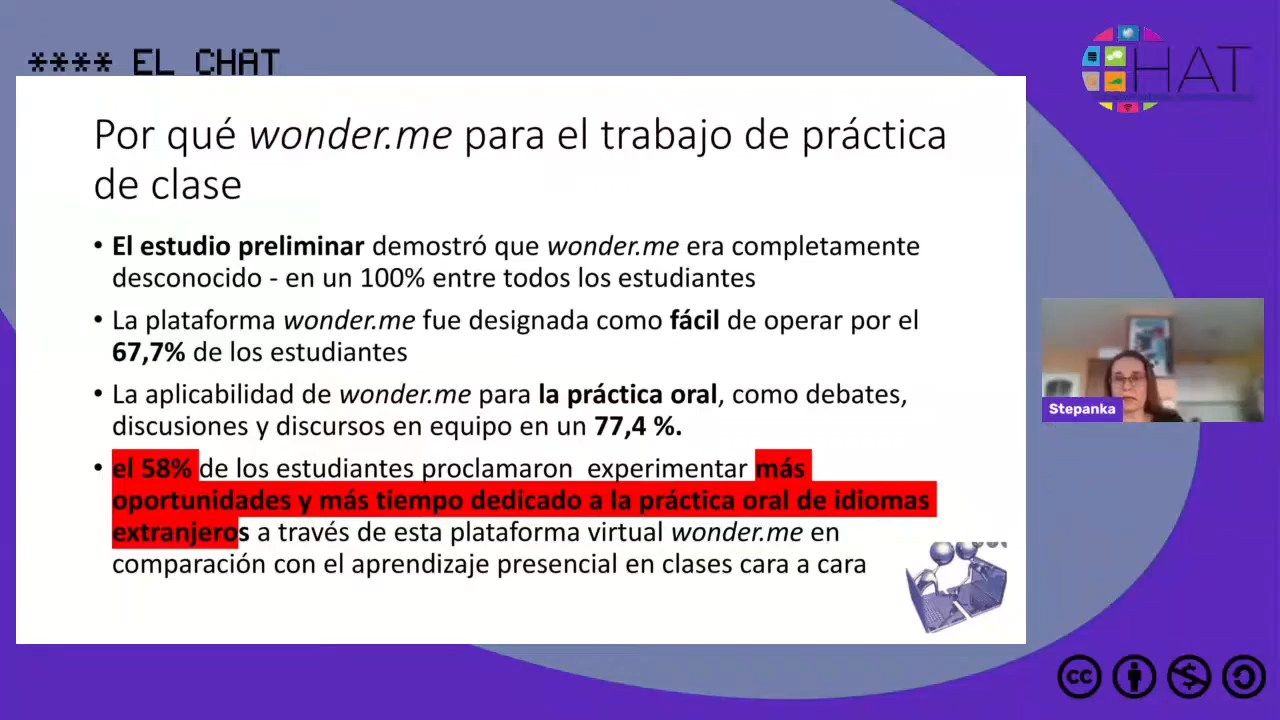 **** EL CHAT
HAT
Por qué wonder.me para el trabajo de práctica
de clase
• El estudio preliminar demostró que wonder.me era completamente
desconocido - en un 100% entre todos los estudiantes
• La plataforma wonder.me fue designada como fácil de operar por el
67,7% de los estudiantes
• La aplicabilidad de wonder.me para la práctica oral, como debates,
discusiones y discursos en equipo en un 77,4 %.
• el 58% de los estudiantes proclamaron  experimentar más
oportunidades y más tiempo dedicado a la práctica oral de idiomas
extranjeros a través de esta plataforma virtual wonder.me en
comparación con el aprendizaje presencial en clases cara a cara
Stepanka
cc